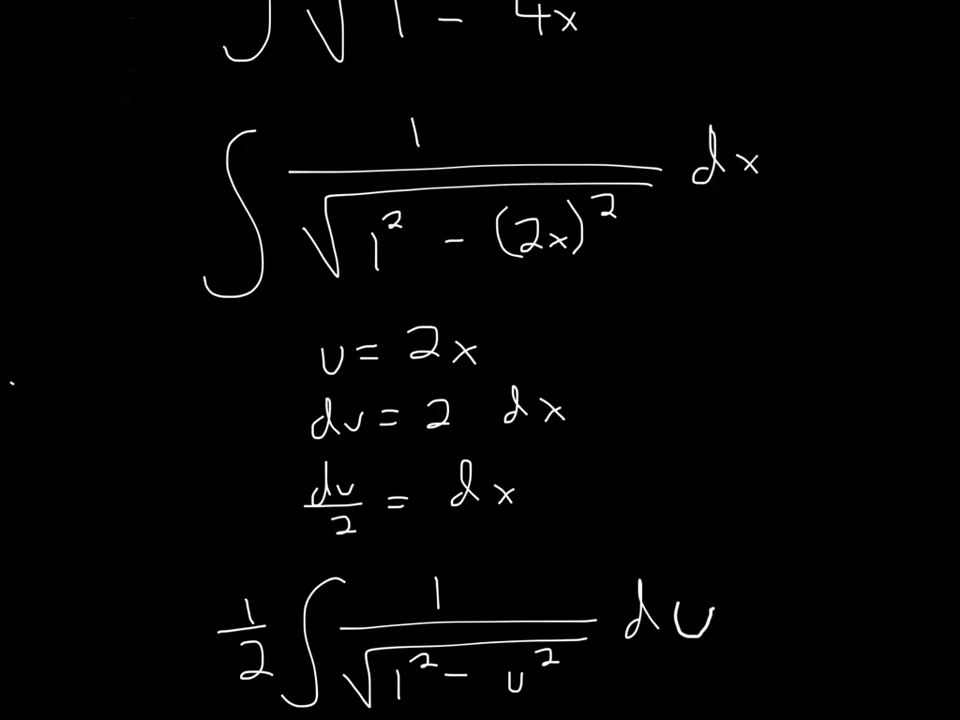 ∫ √1 - 4x
∫ 1/√(1² - (2x)²) dx
u = 2x
du = 2 dx
du/2 = dx
1/2 ∫ 1/√(1² - u²) du